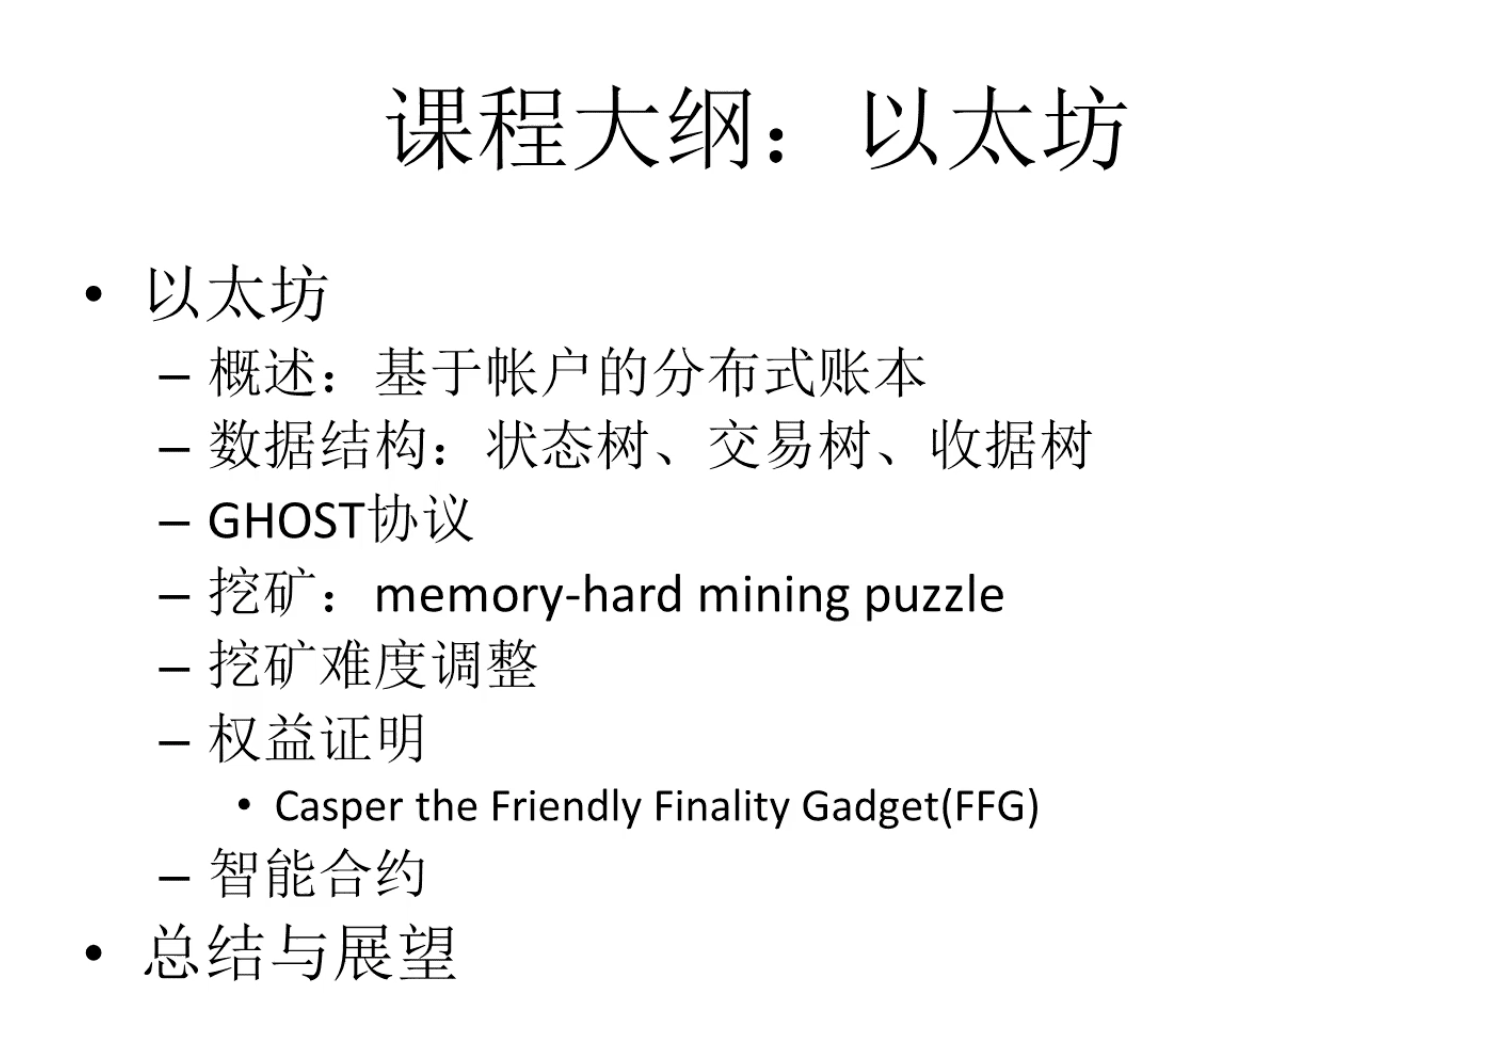 课程大纲：以太坊
• 以太坊
– 概述：基于帐户的分布式账本
– 数据结构：状态树、交易树、收据树
– GHOST协议
– 挖矿：memory-hard mining puzzle
– 挖矿难度调整
– 权益证明
• Casper the Friendly Finality Gadget(FFG)
– 智能合约
• 总结与展望